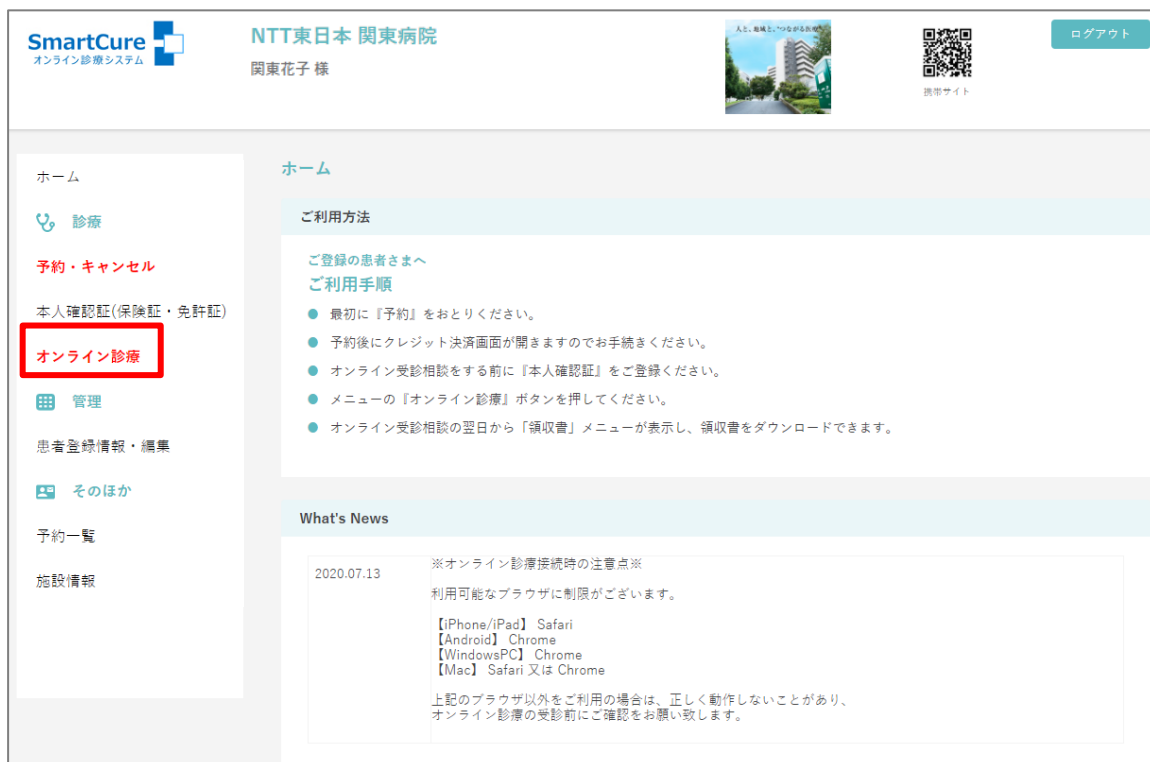 SmartCure
オンライン診療システム
NTT東日本 関東病院
関東花子 様
人と、地域と、つながる医療
携帯サイト
ログアウト
ホーム
診療
予約・キャンセル
本人確認証(保険証・免許証)
オンライン診療
管理
患者登録情報・編集
そのほか
予約一覧
施設情報
ホーム
ご利用方法
ご登録の患者さまへ
ご利用手順
● 最初に『予約』をおとりください。
● 予約後にクレジット決済画面が開きますのでお手続きください。
● オンライン受診相談をする前に『本人確認証』をご登録ください。
● メニューの『オンライン診療』ボタンを押してください。
● オンライン受診相談の翌日から「領収書」メニューが表示し、領収書をダウンロードできます。
What's News
2020.07.13
※オンライン診療接続時の注意点※
利用可能なブラウザに制限がございます。
【iPhone/iPad】 Safari
【Android】 Chrome
【WindowsPC】 Chrome
【Mac】 Safari 又は Chrome
上記のブラウザ以外をご利用の場合は、正しく動作しないことがあり、
オンライン診療の受診前にご確認をお願い致します。